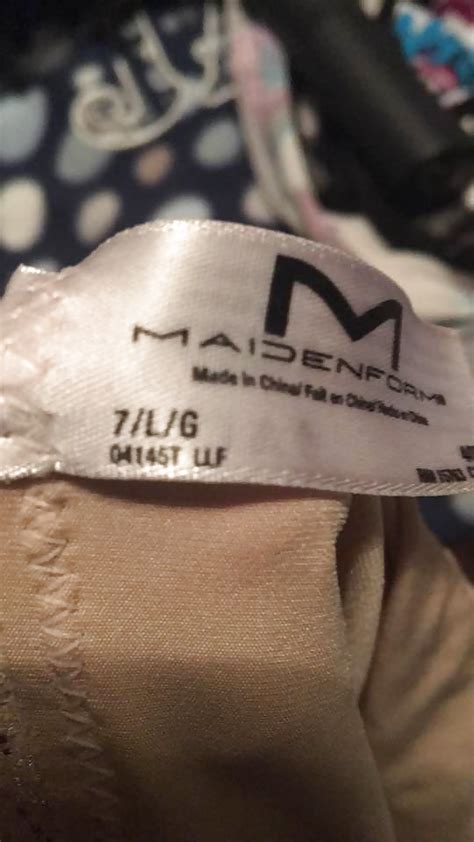 M
MAIDENFORM®
Made in China/ Fait en Chine/ Hecho en China
7/L/G
04145T LLF